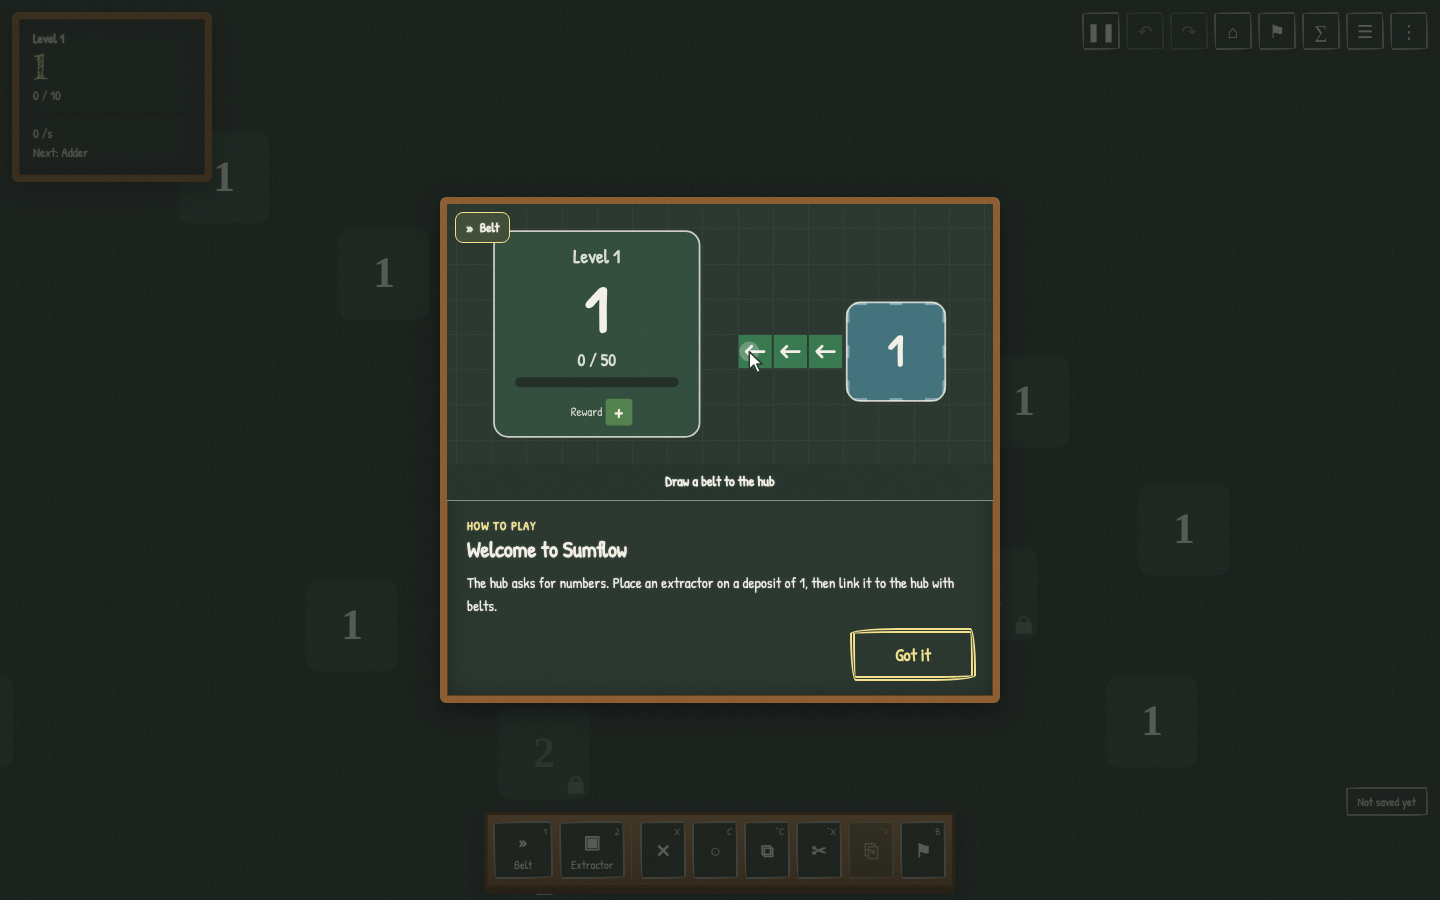 Level 1
1
0 / 10
0 /s
Next: Adder
1
1
» Belt
Level 1
1
0 / 50
Reward +
1
Draw a belt to the hub
HOW TO PLAY
Welcome to Sumflow
The hub asks for numbers. Place an extractor on a deposit of 1, then link it to the hub with
belts.
Got it
1
1
1
1
2
Not saved yet
1
Belt
2
Extractor
X
C
^C
^X
^V
B